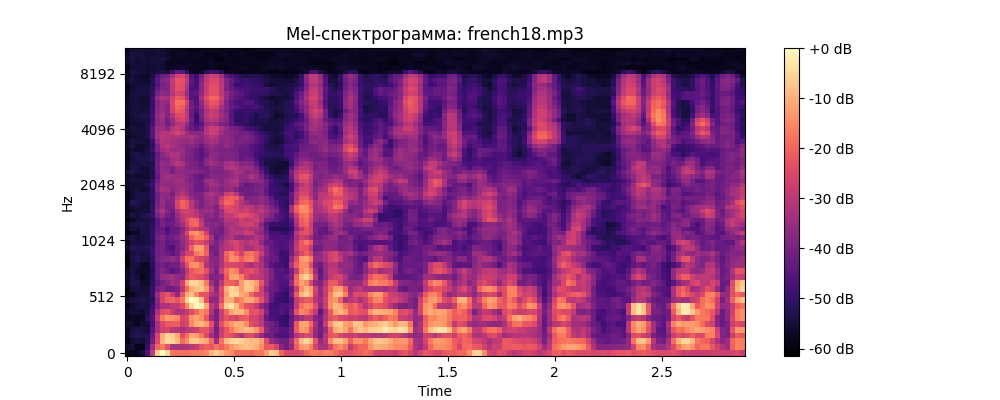 Mel-спектрограмма: french18.mp3
8192
4096
2048
1024
512
0
Hz
0
0.5
1
1.5
2
2.5
Time
+0 dB
-10 dB
-20 dB
-30 dB
-40 dB
-50 dB
-60 dB